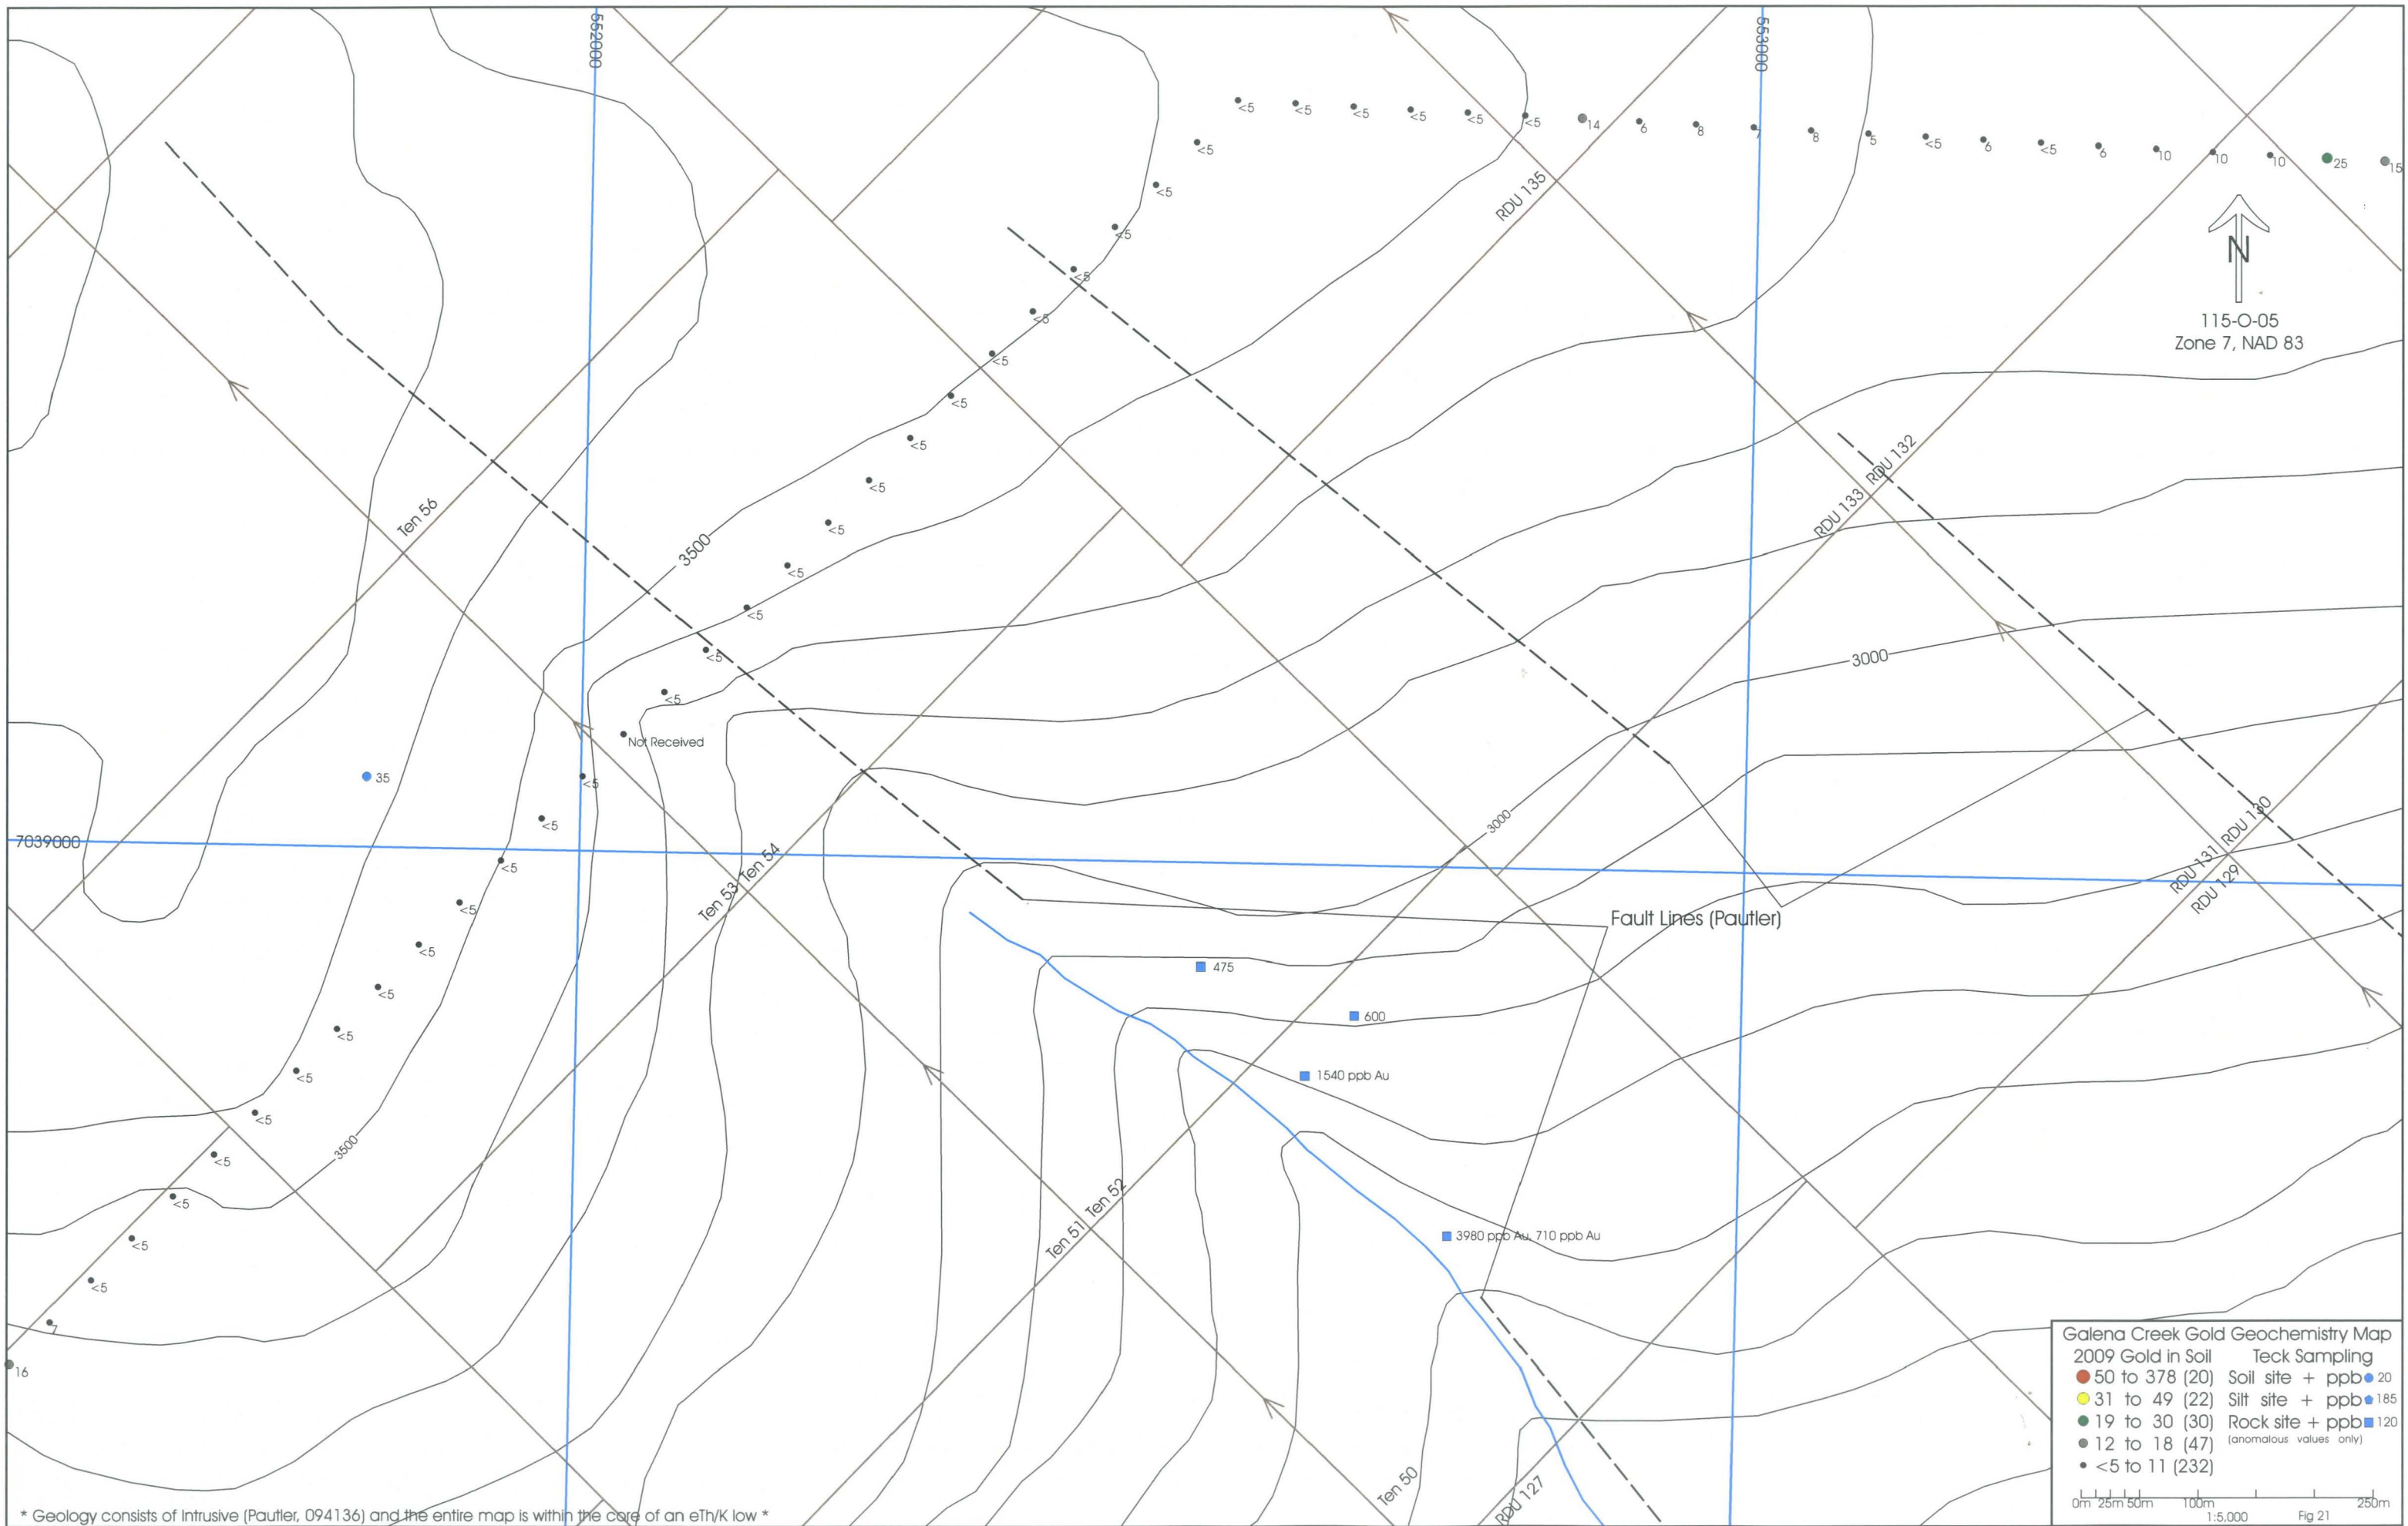 552000
553000
<5 <5 <5 <5 <5 <5 14 6 8 7 8 5 <5 6 <5 6 10 10 10 25 15
<5
<5
<5
<5
<5
<5
<5
<5
<5
<5
<5
<5
<5
<5
Not Received
<5
<5
<5
<5
<5
<5
<5
<5
<5
<5
<5
<5
<5
7
16
RDU 135
N
115-O-05
Zone 7, NAD 83
RDU 132
RDU 133
Ten 56
3500
3000
35
3000
7039000
RDU 130
RDU 131
RDU 129
Ten 54
Ten 53
Fault Lines (Pautler)
475
600
1540 ppb Au
3500
Ten 52
Ten 51
3980 ppb Au, 710 ppb Au
Ten 50
RDU 127
Galena Creek Gold Geochemistry Map
2009 Gold in Soil Teck Sampling
50 to 378 (20) Soil site + ppb 20
31 to 49 (22) Silt site + ppb 185
19 to 30 (30) Rock site + ppb 120
12 to 18 (47) (anomalous values only)
<5 to 11 (232)
0m 25m 50m 100m 250m
1:5,000 Fig 21
* Geology consists of Intrusive (Pautler, 094136) and the entire map is within the core of an eTh/K low *